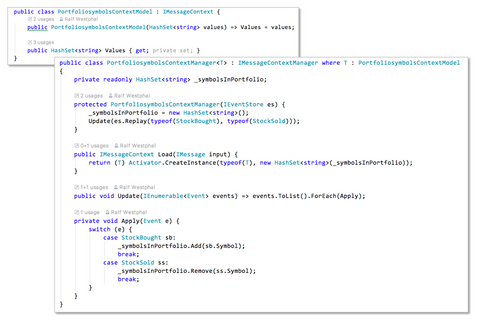 public class PortfoliosymbolsContextModel : IMessageContext {
2 usages Ralf Westphal
public PortfoliosymbolsContextModel(HashSet<string> values) => Values = values;
3 usages
public HashSet<string> Values { get; private set; }
public class PortfoliosymbolsContextManager<T> : IMessageContextManager where T : PortfoliosymbolsContextModel
{
private readonly HashSet<string> _symbolsInPortfolio;
2 usages Ralf Westphal
protected PortfoliosymbolsContextManager(IEventStore es) {
_symbolsInPortfolio = new HashSet<string>();
Update(es.Replay(typeof(StockBought), typeof(StockSold)));
}
0+1 usages Ralf Westphal
public IMessageContext Load(IMessage input) {
return (T) Activator.CreateInstance(typeof(T), new HashSet<string>(_symbolsInPortfolio));
}
1+1 usages Ralf Westphal
public void Update(IEnumerable<Event> events) => events.ToList().ForEach(Apply);
1 usage Ralf Westphal
private void Apply(Event e) {
switch (e) {
case StockBought sb:
_symbolsInPortfolio.Add(sb.Symbol);
break;
case StockSold ss:
_symbolsInPortfolio.Remove(ss.Symbol);
break;
}
}
}